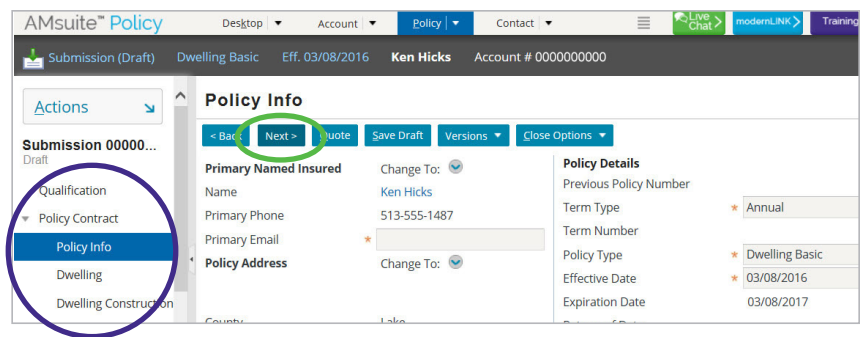 AMsuite™ Policy Desktop Account Policy Contact Live Chat modernLINK Training
Submission (Draft) Dwelling Basic Eff. 03/08/2016 Ken Hicks Account # 0000000000
Actions
Submission 00000...
Draft
Qualification
Policy Contract
Policy Info
Dwelling
Dwelling Construction
Policy Info
< Back Next > Quote Save Draft Versions Close Options
Primary Named Insured Change To:
Name Ken Hicks
Primary Phone 513-555-1487
Primary Email *
Policy Address Change To:
County Lake
Policy Details
Previous Policy Number
Term Type * Annual
Term Number
Policy Type * Dwelling Basic
Effective Date * 03/08/2016
Expiration Date 03/08/2017